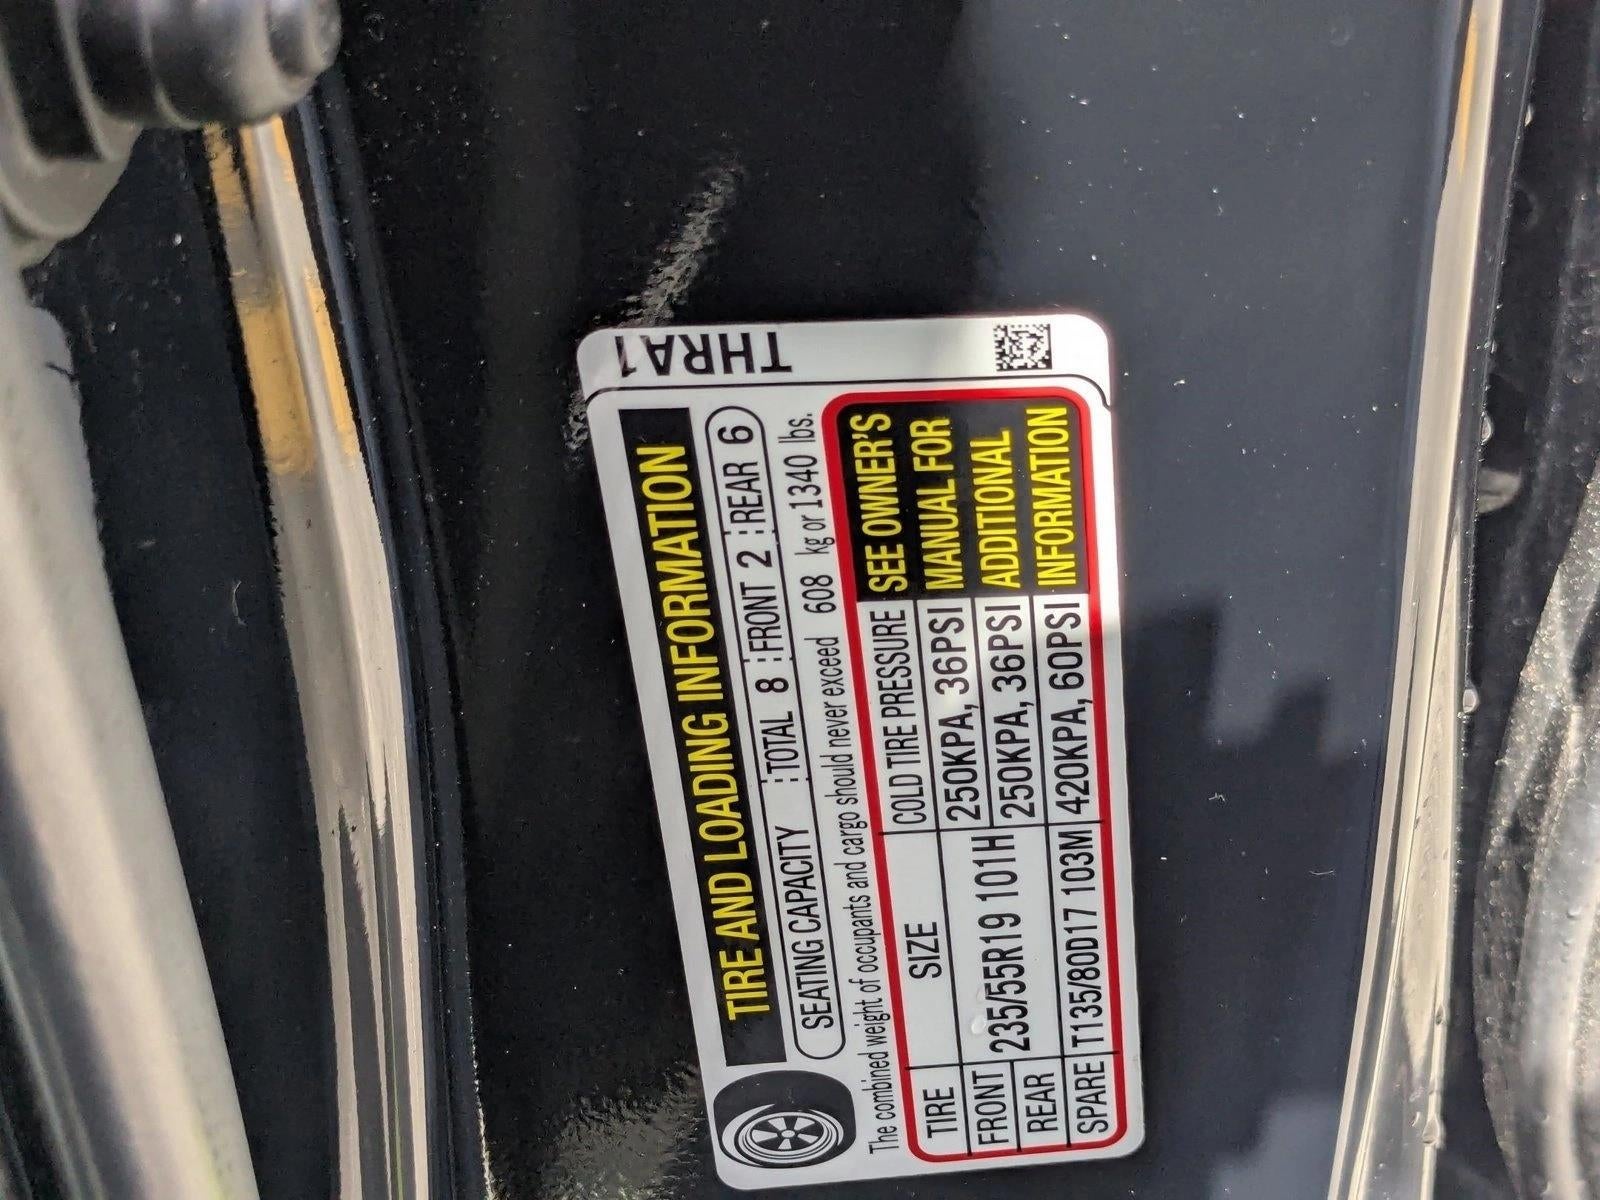 TIRE AND LOADING INFORMATION
SEATING CAPACITY TOTAL 8 FRONT 2 REAR 6
The combined weight of occupants and cargo should never exceed 608 kg or 1340 lbs.
TIRE SIZE COLD TIRE PRESSURE
FRONT 235/55R19 101H 250KPA, 36PSI
REAR 250KPA, 36PSI
SPARE T135/80D17 103M 420KPA, 60PSI
SEE OWNER'S
MANUAL FOR
ADDITIONAL
INFORMATION
THRA1